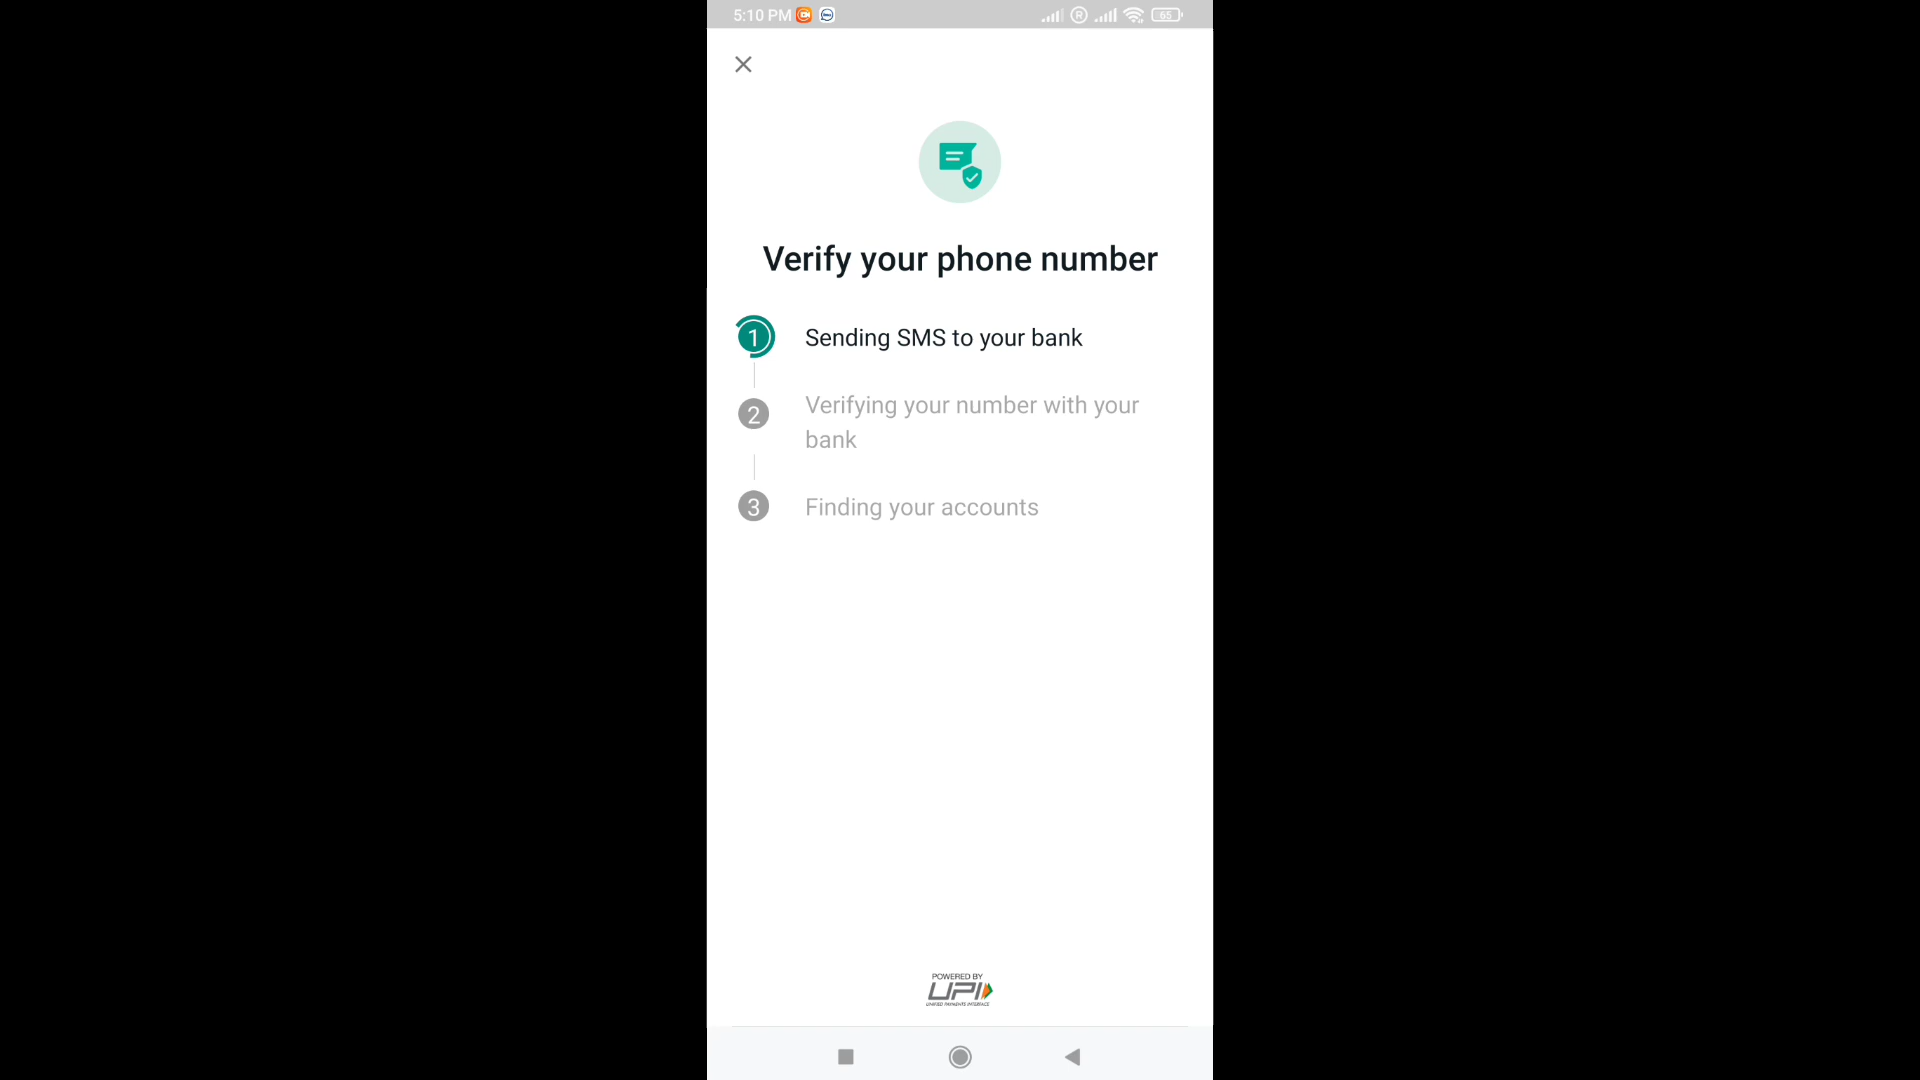 5:10 PM
R
65
Verify your phone number
1
Sending SMS to your bank
2
Verifying your number with your
bank
3
Finding your accounts
POWERED BY
UPI
UNIFIED PAYMENTS INTERFACE